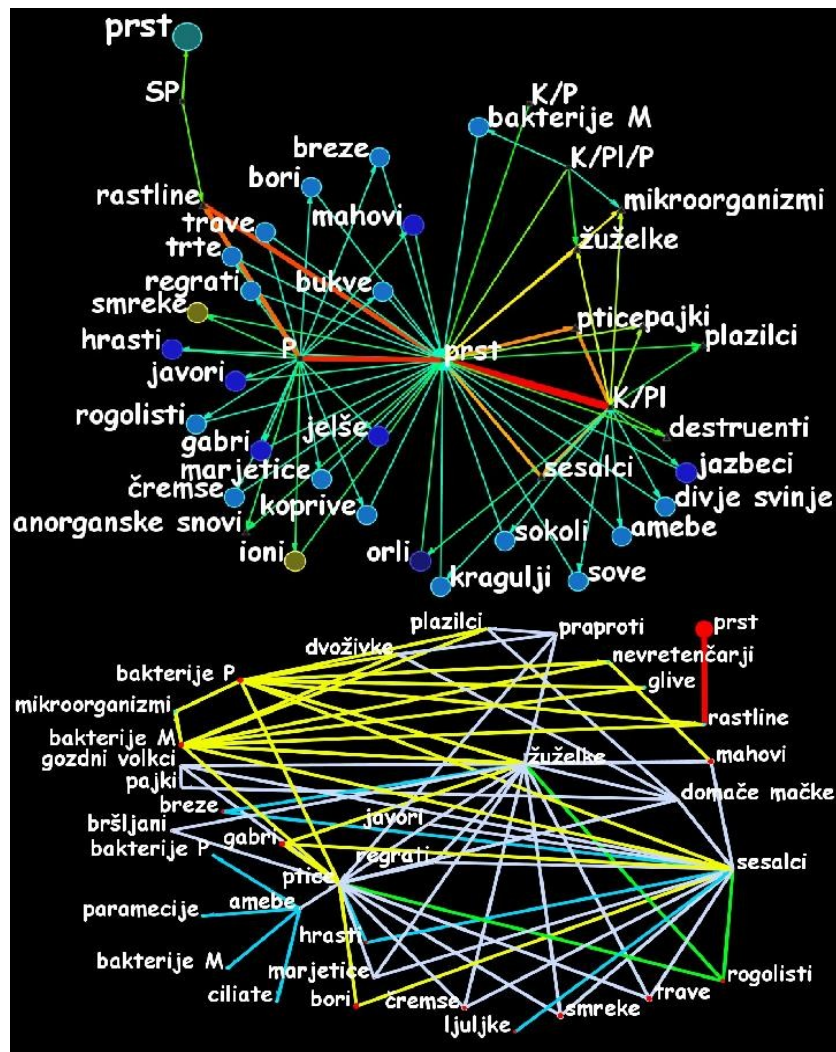 prst
SP
K/P
bakterije M
breze
K/Pl/P
bori
rastline
mikroorganizmi
trave
mahovi
trte
žuželke
regrati
bukve
smreke
ptice
pajki
hrasti
P
prst
plazilci
javori
K/Pl
rogolisti
jelše
destruenti
gabri
marjetice
sesalci
jazbeci
čremse
koprive
divje svinje
anorganske snovi
sokoli
amebe
ioni
orli
kragulji
sove
plazilci
praproti
prst
dvoživke
nevretenčarji
bakterije P
glive
mikroorganizmi
rastline
bakterije M
gozdni volkci
žuželke
mahovi
pajki
domače mačke
breze
javori
bršljani
gabri
bakterije P
regrati
sesalci
ptice
amebe
paramecije
hrasti
bakterije M
marjetice
rogolisti
ciliate
bori
čremse
smreke
trave
ljuljke